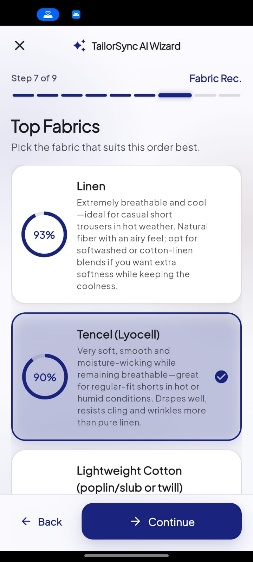 TailorSync AI Wizard
Step 7 of 9
Fabric Rec.
Top Fabrics
Pick the fabric that suits this order best.
Linen
93%
Extremely breathable and cool
—ideal for casual short
trousers in hot weather. Natural
fiber with an airy feel; opt for
softwashed or cotton-linen
blends if you want extra
softness while keeping the
coolness.
Tencel (Lyocell)
90%
Very soft, smooth and
moisture-wicking while
remaining breathable—great
for regular-fit shorts in hot or
humid conditions. Drapes well,
resists cling and wrinkles more
than pure linen.
Lightweight Cotton
(poplin/slub or twill)
Back
Continue